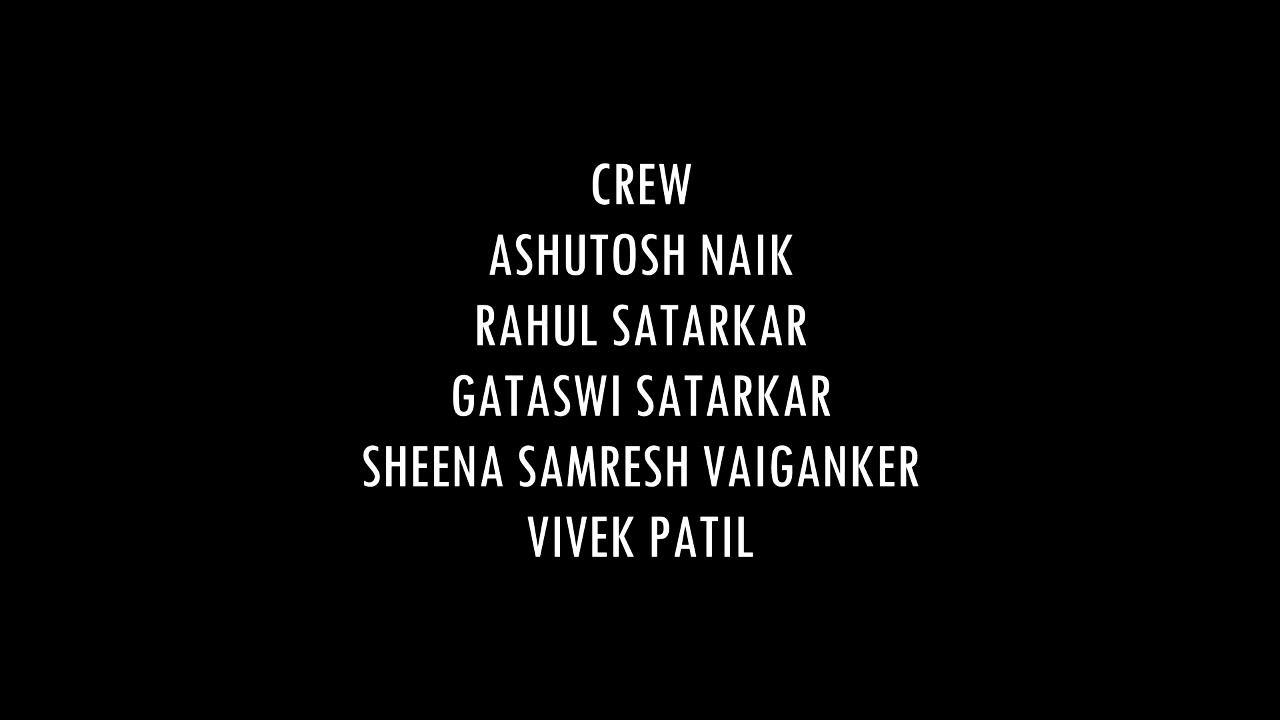 CREW
ASHUTOSH NAIK
RAHUL SATARKAR
GATASWI SATARKAR
SHEENA SAMRESH VAIGANKER
VIVEK PATIL